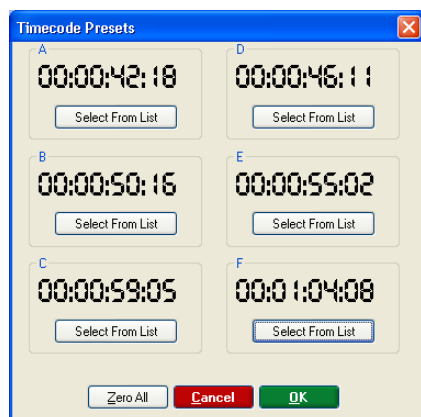 Timecode Presets
A
00:00:42:18
Select From List
D
00:00:46:11
Select From List
B
00:00:50:16
Select From List
E
00:00:55:02
Select From List
C
00:00:59:05
Select From List
F
00:01:04:08
Select From List
Zero All
Cancel
OK